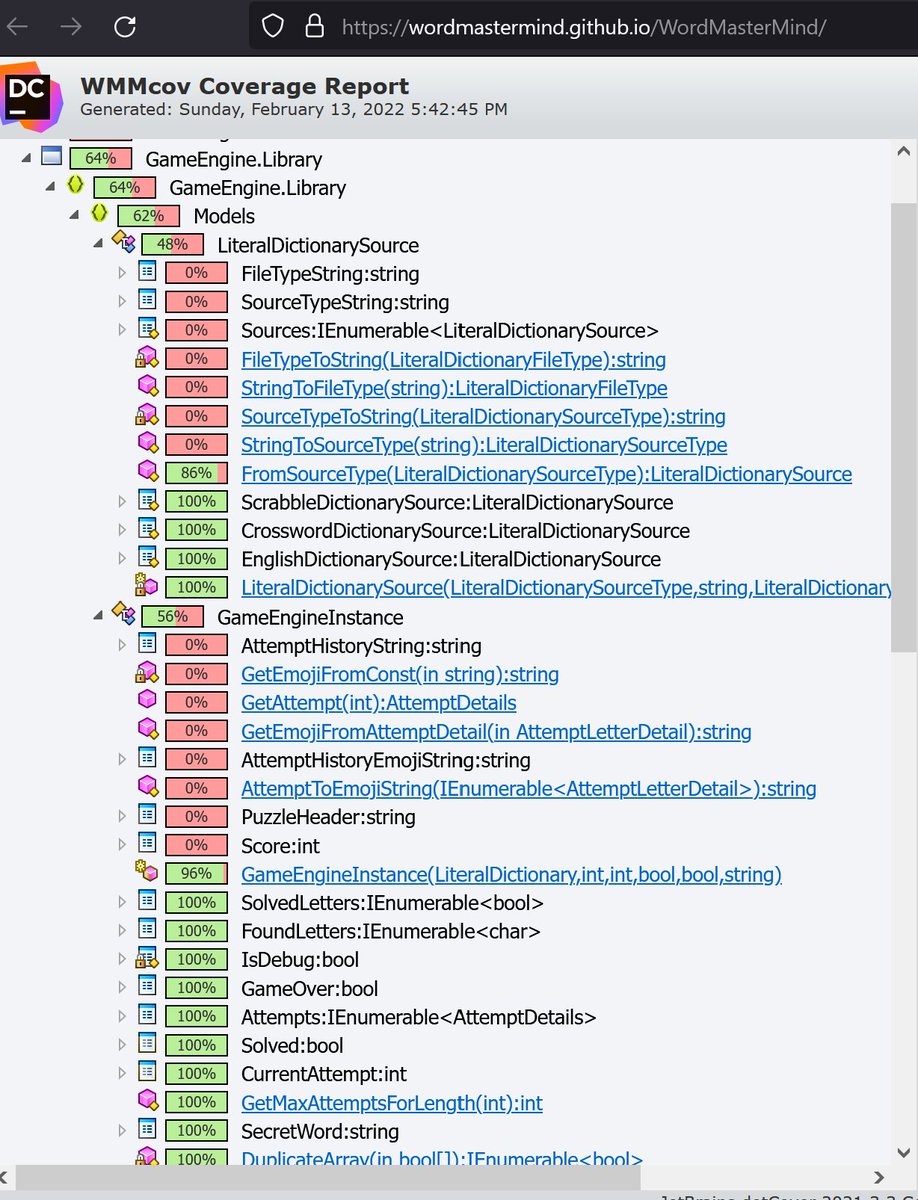 https://wordmastermind.github.io/WordMasterMind/
DC
WMMcov Coverage Report
Generated: Sunday, February 13, 2022 5:42:45 PM
64% GameEngine.Library
64% GameEngine.Library
62% Models
48% LiteralDictionarySource
0% FileTypeString:string
0% SourceTypeString:string
0% Sources:IEnumerable<LiteralDictionarySource>
0% FileTypeToString(LiteralDictionaryFileType):string
0% StringToFileType(string):LiteralDictionaryFileType
0% SourceTypeToString(LiteralDictionarySourceType):string
0% StringToSourceType(string):LiteralDictionarySourceType
86% FromSourceType(LiteralDictionarySourceType):LiteralDictionarySource
100% ScrabbleDictionarySource:LiteralDictionarySource
100% CrosswordDictionarySource:LiteralDictionarySource
100% EnglishDictionarySource:LiteralDictionarySource
100% LiteralDictionarySource(LiteralDictionarySourceType,string,LiteralDictionary
56% GameEngineInstance
0% AttemptHistoryString:string
0% GetEmojiFromConst(in string):string
0% GetAttempt(int):AttemptDetails
0% GetEmojiFromAttemptDetail(in AttemptLetterDetail):string
0% AttemptHistoryEmojiString:string
0% AttemptToEmojiString(IEnumerable<AttemptLetterDetail>):string
0% PuzzleHeader:string
0% Score:int
96% GameEngineInstance(LiteralDictionary,int,int,bool,bool,string)
100% SolvedLetters:IEnumerable<bool>
100% FoundLetters:IEnumerable<char>
100% IsDebug:bool
100% GameOver:bool
100% Attempts:IEnumerable<AttemptDetails>
100% Solved:bool
100% CurrentAttempt:int
100% GetMaxAttemptsForLength(int):int
100% SecretWord:string
100% DuplicateArray(in bool[]):IEnumerable<bool>